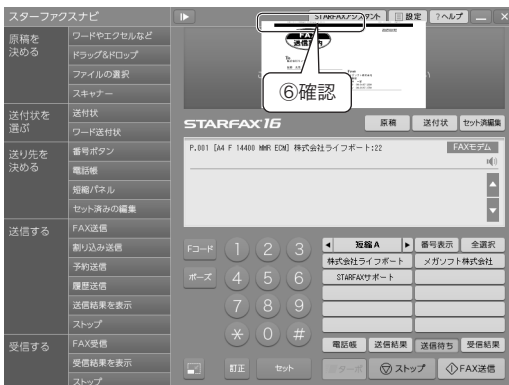 スターファクスナビ
原稿を
決める
ワードやエクセルなど
ドラッグ&ドロップ
ファイルの選択
スキャナー
送付状を
選ぶ
送付状
ワード送付状
送り先を
決める
番号ボタン
電話帳
短縮パネル
セット済みの編集
送信する
FAX送信
割り込み送信
予約送信
履歴送信
送信結果を表示
ストップ
受信する
FAX受信
受信結果を表示
ストップ
STARFAXアシスタント
設定
?ヘルプ
FAX
送信案内
⑥確認
STARFAX'16
原稿
送付状
セット済編集
P.001 [A4 F 14400 MMR ECM] 株式会社ライフボート:22
FAXモデム
Fコード
1 2 3
ポーズ
4 5 6
7 8 9
* 0 #
訂正
セット
短縮A
番号表示
全選択
株式会社ライフボート
メガソフト株式会社
STARFAXサポート
電話帳
送信結果
送信待ち
受信結果
ストップ
FAX送信